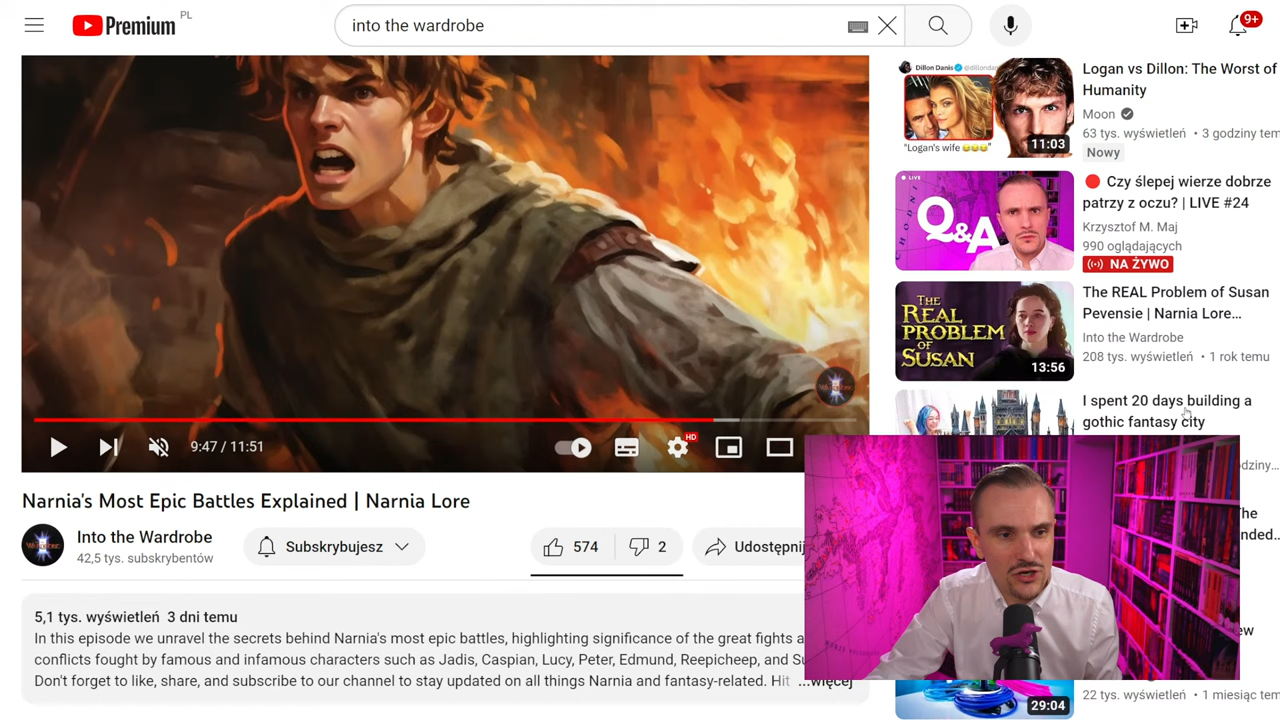 Premium PL
into the wardrobe
9+
9:47 / 11:51
HD
Narnia's Most Epic Battles Explained | Narnia Lore
Into the Wardrobe
42,5 tys. subskrybentów
Subskrybujesz
574
2
Udostępnij
5,1 tys. wyświetleń 3 dni temu
In this episode we unravel the secrets behind Narnia's most epic battles, highlighting significance of the great fights a
conflicts fought by famous and infamous characters such as Jadis, Caspian, Lucy, Peter, Edmund, Reepicheep, and Su
Don't forget to like, share, and subscribe to our channel to stay updated on all things Narnia and fantasy-related. Hit ...więcej
Dillon Danis
"Logan's wife
11:03
Logan vs Dillon: The Worst of
Humanity
Moon
63 tys. wyświetleń • 3 godziny tem
Nowy
LIVE
Q&A
CHODNI
Czy ślepej wierze dobrze
patrzy z oczu? | LIVE #24
Krzysztof M. Maj
990 oglądających
NA ŻYWO
THE
REAL
PROBLEM
OF
SUSAN
13:56
The REAL Problem of Susan
Pevensie | Narnia Lore...
Into the Wardrobe
208 tys. wyświetleń • 1 rok temu
I spent 20 days building a
gothic fantasy city
dziny...
he
nded...
ew
29:04
22 tys. wyświetleń • 1 miesiąc tem